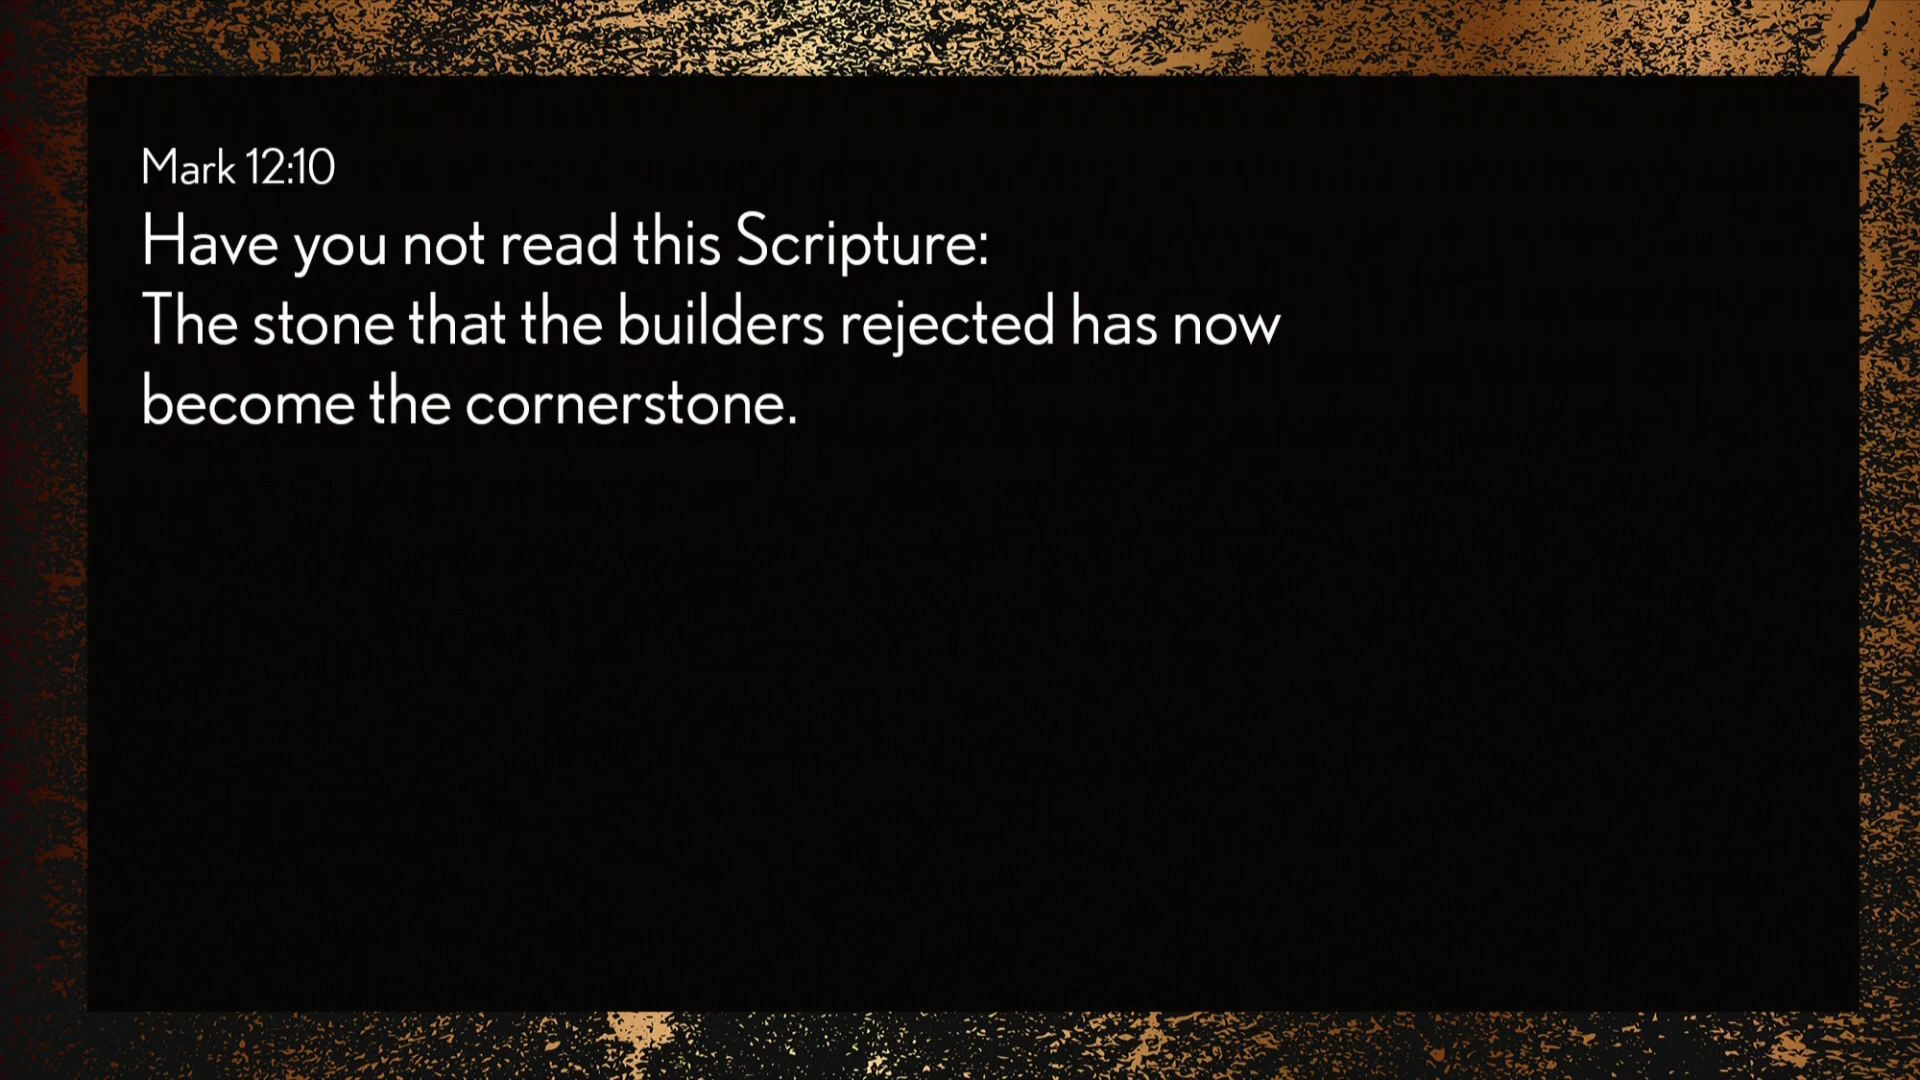 Mark 12:10
Have you not read this Scripture:
The stone that the builders rejected has now
become the cornerstone.